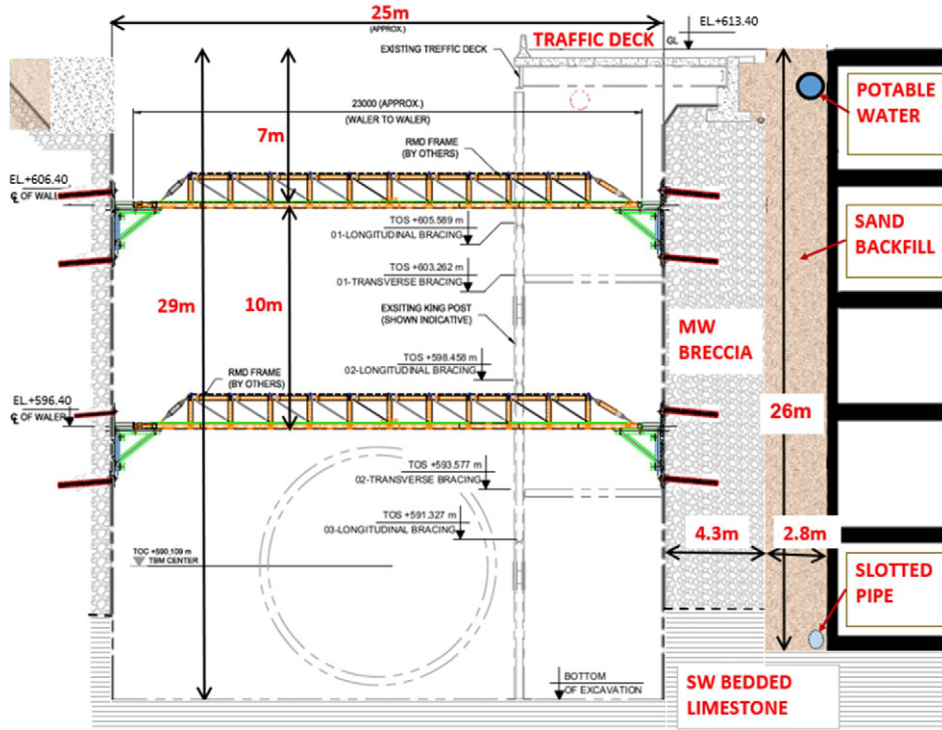 25m
(APPROX.)
EL.+613.40
TRAFFIC DECK
GL
EXISTING TREFFIC DECK
POTABLE
WATER
23000 (APPROX.)
(WALER TO WALER)
7m
RMD FRAME
(BY OTHERS)
EL.+606.40
℄ OF WALE
TOS +605.589 m
01-LONGITUDINAL BRACING
SAND
BACKFILL
TOS +603.262 m
01-TRANSVERSE BRACING
29m
10m
EXSITING KING POST
(SHOWN INDICATIVE)
MW
BRECCIA
TOS +598.458 m
02-LONGITUDINAL BRACING
RMD FRAME
(BY OTHERS)
EL.+596.40
℄ OF WALER
26m
TOS +593.577 m
02-TRANSVERSE BRACING
TOS +591.327 m
03-LONGITUDINAL BRACING
4.3m
2.8m
TOC +590,109 m
TBM CENTER
SLOTTED
PIPE
BOTTOM
OF EXCAVATION
SW BEDDED
LIMESTONE